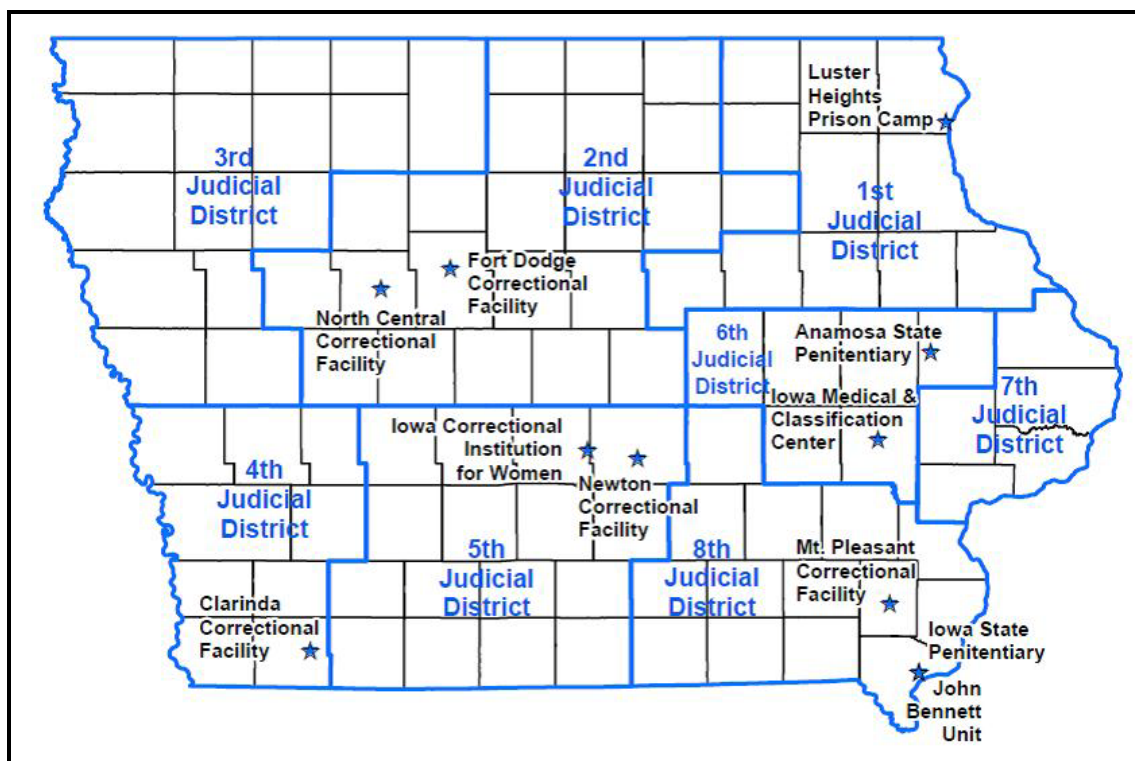 Luster
Heights
Prison Camp
3rd
Judicial
District
2nd
Judicial
District
1st
Judicial
District
Fort Dodge
Correctional
Facility
North Central
Correctional
Facility
6th
Judicial
District
Anamosa State
Penitentiary
7th
Judicial
District
Iowa Medical &
Classification
Center
Iowa Correctional
Institution
for Women
Newton
Correctional
Facility
4th
Judicial
District
5th
Judicial
District
8th
Judicial
District
Mt. Pleasant
Correctional
Facility
Clarinda
Correctional
Facility
Iowa State
Penitentiary
John
Bennett
Unit